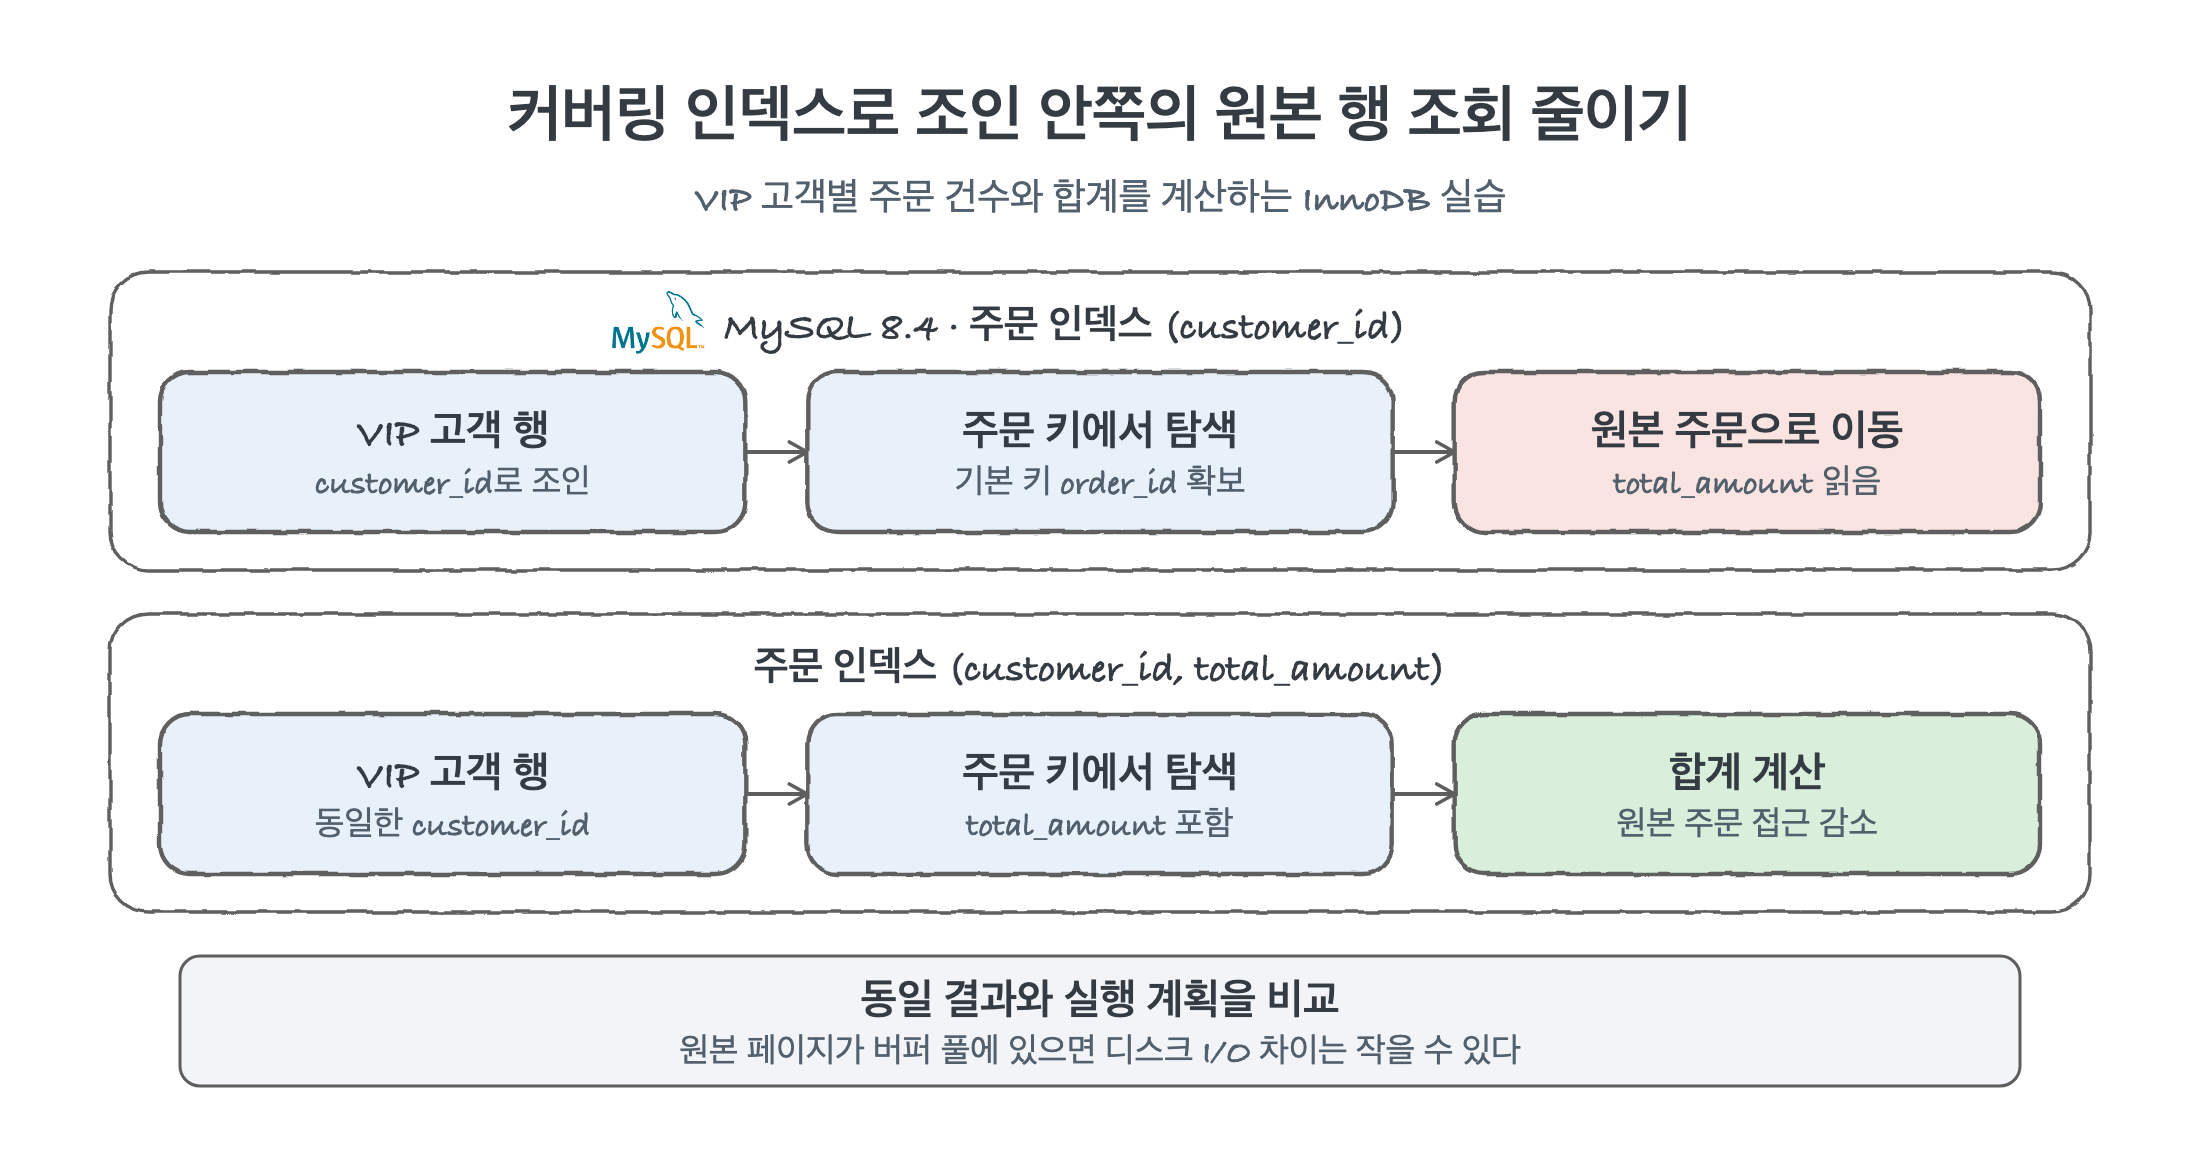 커버링 인덱스로 조인 안쪽의 원본 행 조회 줄이기
VIP 고객별 주문 건수와 합계를 계산하는 InnoDB 실습
MySQL™ MySQL 8.4 · 주문 인덱스 (customer_id)
VIP 고객 행
customer_id로 조인
주문 키에서 탐색
기본 키 order_id 확보
원본 주문으로 이동
total_amount 읽음
주문 인덱스 (customer_id, total_amount)
VIP 고객 행
동일한 customer_id
주문 키에서 탐색
total_amount 포함
합계 계산
원본 주문 접근 감소
동일 결과와 실행 계획을 비교
원본 페이지가 버퍼 풀에 있으면 디스크 I/O 차이는 작을 수 있다